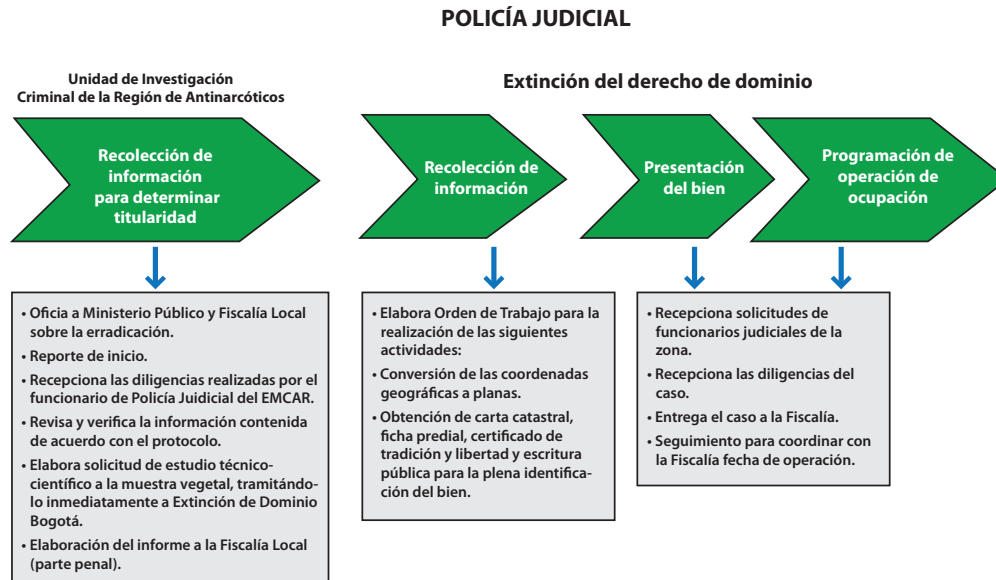 POLICÍA JUDICIAL
Unidad de Investigación
Criminal de la Región de Antinarcóticos
Extinción del derecho de dominio
Recolección de
información
para determinar
titularidad
Recolección de
información
Presentación
del bien
Programación de
operación de
ocupación
• Oficia a Ministerio Público y Fiscalía Local
sobre la erradicación.
• Reporte de inicio.
• Recepciona las diligencias realizadas por el
funcionario de Policía Juidicial del EMCAR.
• Revisa y verifica la información contenida
de acuerdo con el protocolo.
• Elabora solicitud de estudio técnico-
científico a la muestra vegetal, tramitándo-
lo inmediatamente a Extinción de Dominio
Bogotá.
• Elaboración del informe a la Fiscalía Local
(parte penal).
• Elabora Orden de Trabajo para la
realización de las siguientes
actividades:
• Conversión de las coordenadas
geográficas a planas.
• Obtención de carta catastral,
ficha predial, certificado de
tradición y libertad y escritura
pública para la plena identifica-
ción del bien.
• Recepciona solicitudes de
funcionarios judiciales de la
zona.
• Recepciona las diligencias del
caso.
• Entrega el caso a la Fiscalía.
• Seguimiento para coordinar con
la Fiscalía fecha de operación.